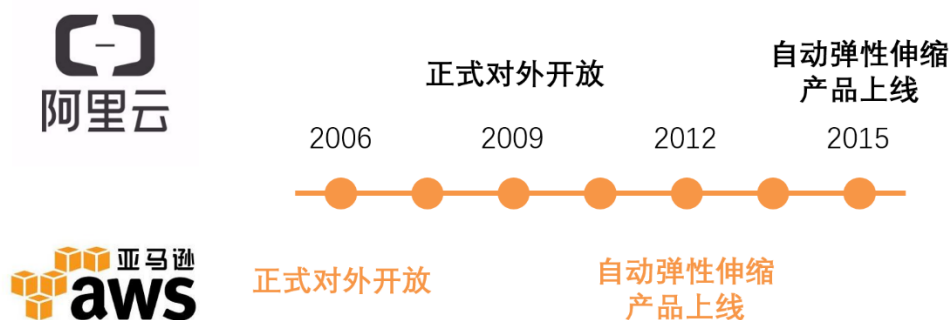 阿里云
正式对外开放
自动弹性伸缩
产品上线
2006
2009
2012
2015
亚马逊
aws
正式对外开放
自动弹性伸缩
产品上线